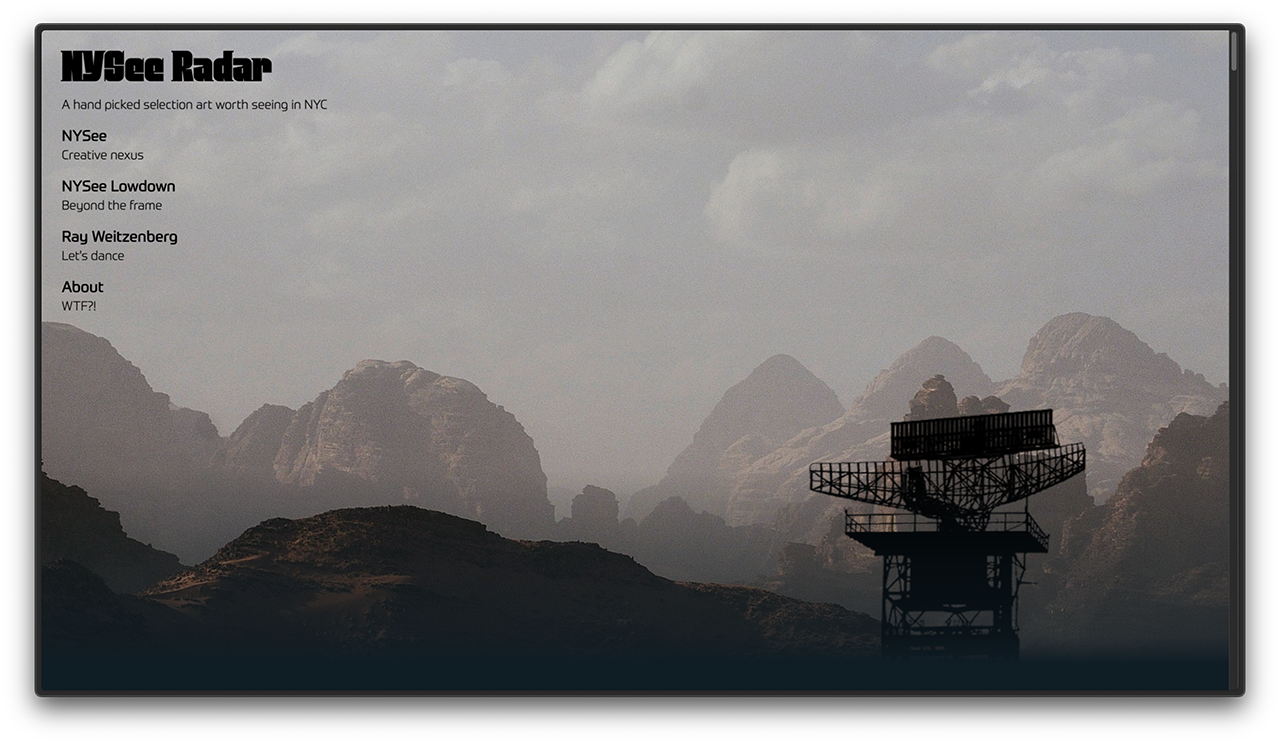 NYSee Radar
A hand picked selection art worth seeing in NYC
NYSee
Creative nexus
NYSee Lowdown
Beyond the frame
Ray Weitzenberg
Let's dance
About
WTF?!